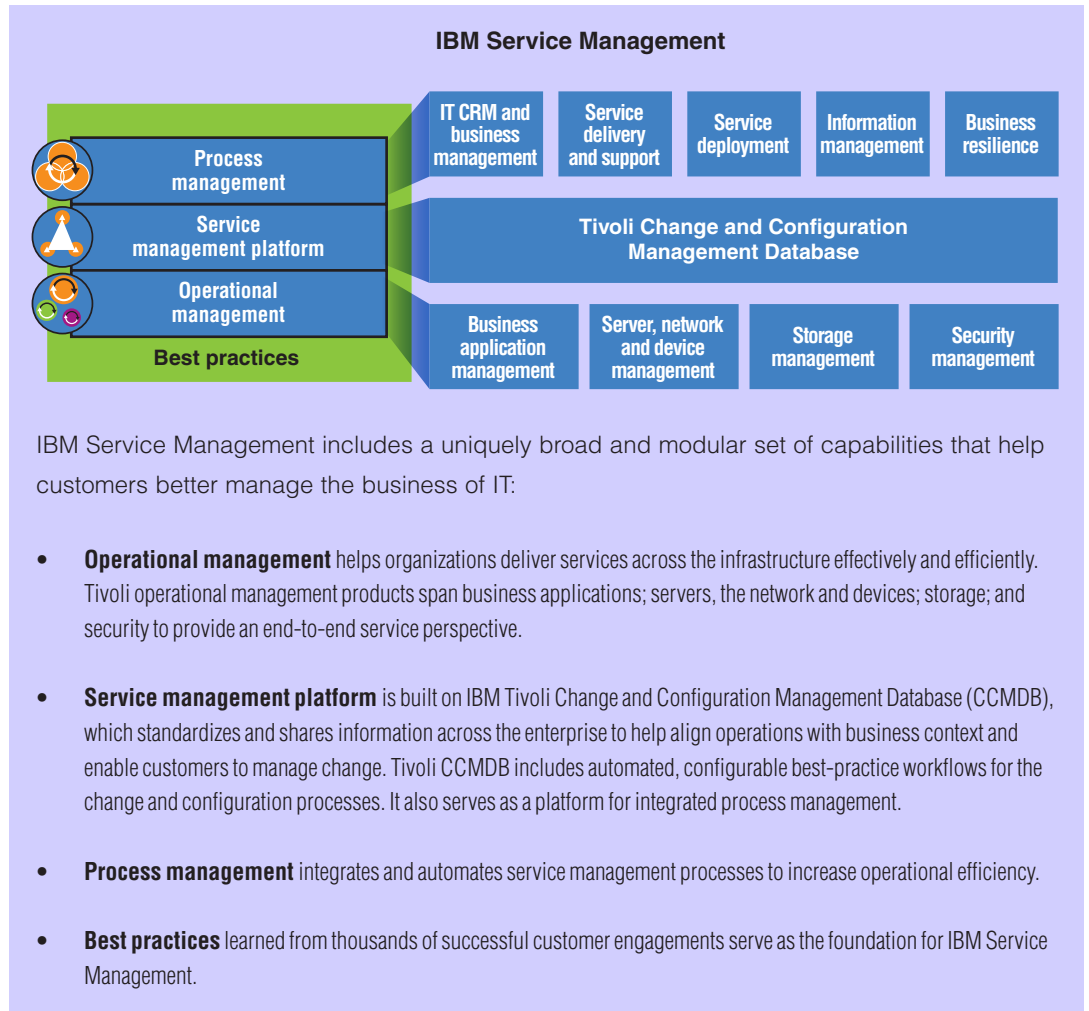 IBM Service Management
Process
management
Service
management platform
Operational
management
Best practices
IT CRM and
business
management
Service
delivery
and support
Service
deployment
Information
management
Business
resilience
Tivoli Change and Configuration
Management Database
Business
application
management
Server, network
and device
management
Storage
management
Security
management
IBM Service Management includes a uniquely broad and modular set of capabilities that help
customers better manage the business of IT:
• Operational management helps organizations deliver services across the infrastructure effectively and efficiently.
Tivoli operational management products span business applications; servers, the network and devices; storage; and
security to provide an end-to-end service perspective.
• Service management platform is built on IBM Tivoli Change and Configuration Management Database (CCMDB),
which standardizes and shares information across the enterprise to help align operations with business context and
enable customers to manage change. Tivoli CCMDB includes automated, configurable best-practice workflows for the
change and configuration processes. It also serves as a platform for integrated process management.
• Process management integrates and automates service management processes to increase operational efficiency.
• Best practices learned from thousands of successful customer engagements serve as the foundation for IBM Service
Management.